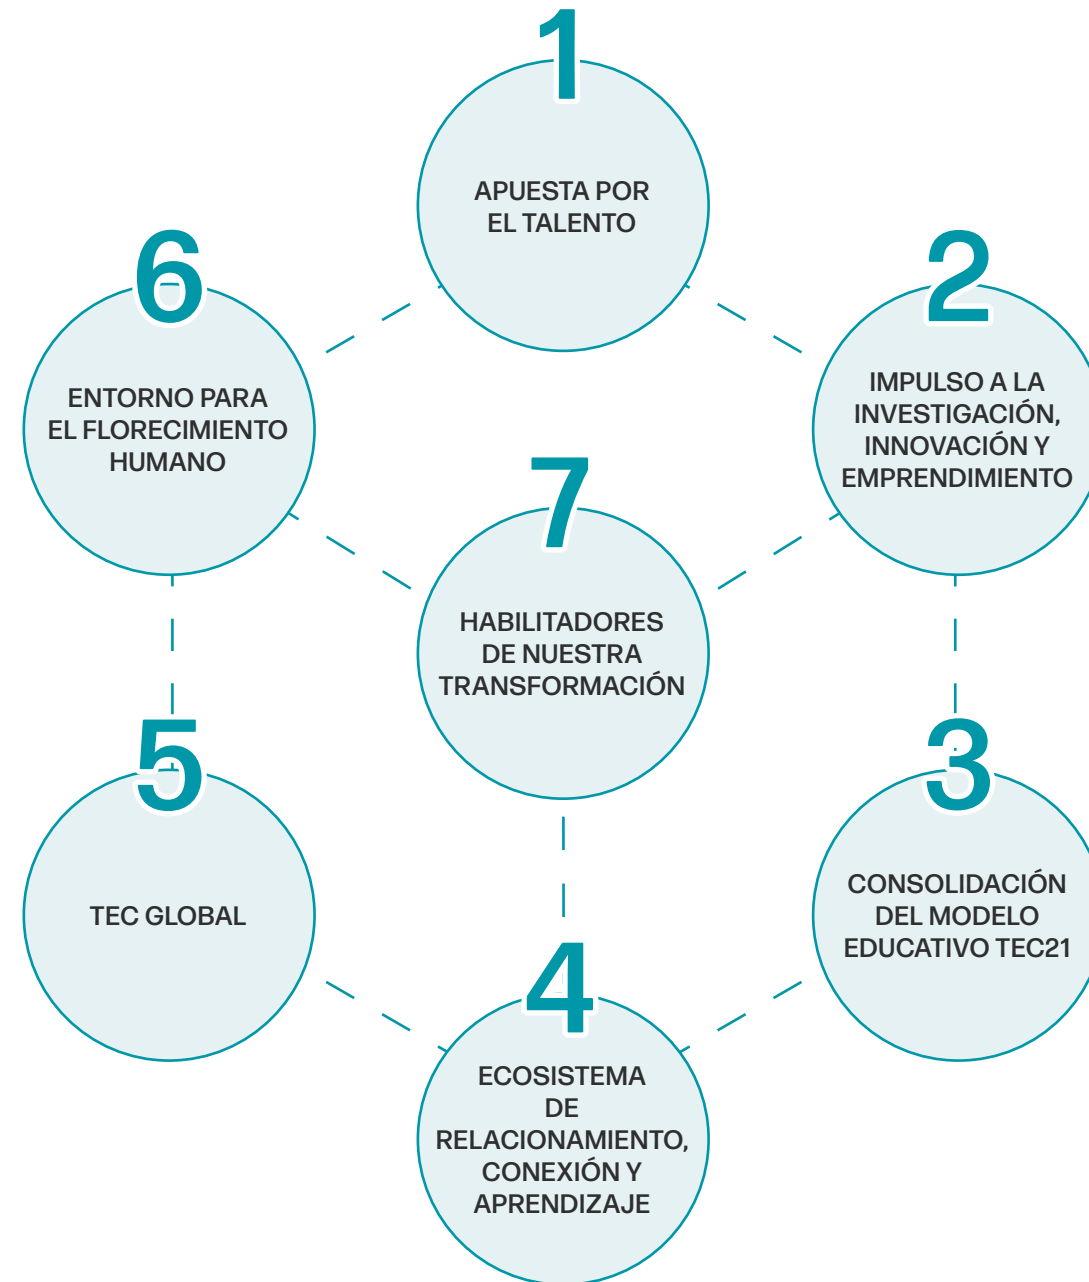 1
APUESTA POR
EL TALENTO
2
IMPULSO A LA
INVESTIGACIÓN,
INNOVACIÓN Y
EMPRENDIMIENTO
3
CONSOLIDACIÓN
DEL MODELO
EDUCATIVO TEC21
4
ECOSISTEMA
DE
RELACIONAMIENTO,
CONEXIÓN Y
APRENDIZAJE
5
TEC GLOBAL
6
ENTORNO PARA
EL FLORECIMIENTO
HUMANO
7
HABILITADORES
DE NUESTRA
TRANSFORMACIÓN